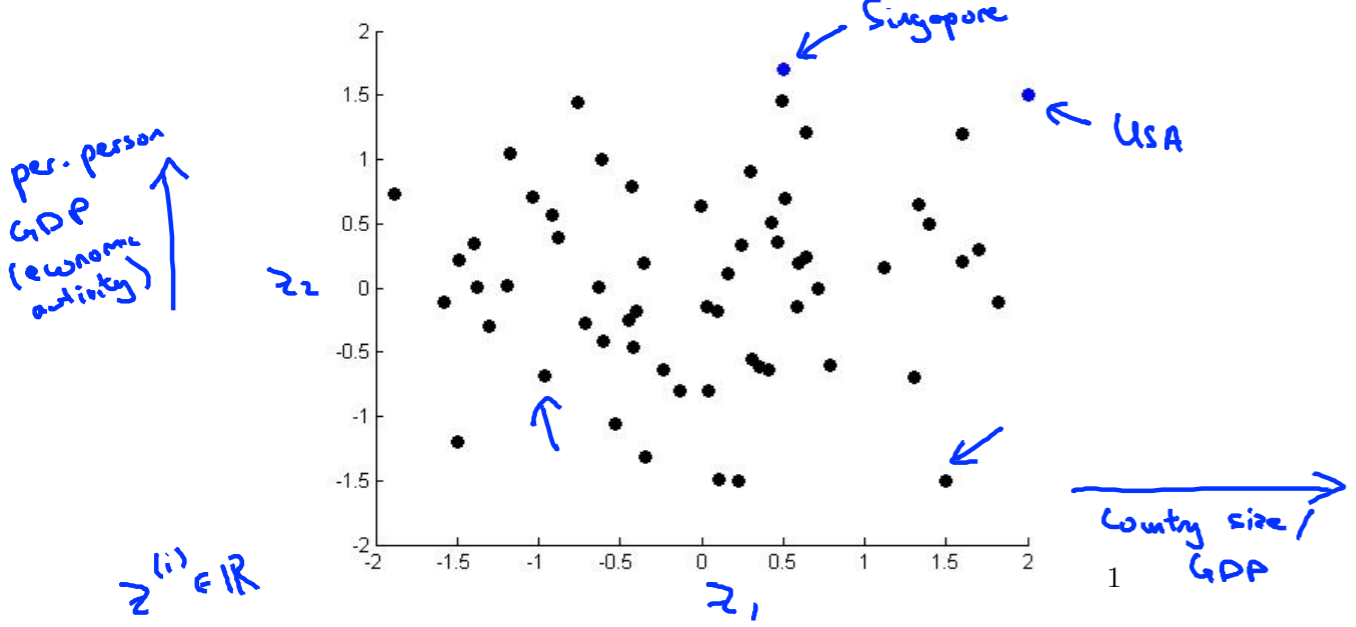 Singapore
2
1.5
1
0.5
0
-0.5
-1
-1.5
-2
USA
per-person
GDP
(economic
activity)
z₂
-2 -1.5 -1 -0.5 0 0.5 1 1.5 2
z₁
Country size /
GDP
1
z⁽ⁱ⁾ ∈ ℝ